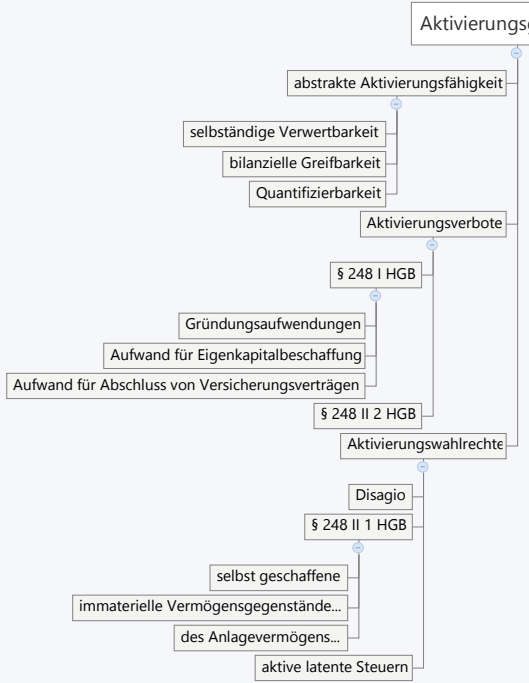 Aktivierungs
abstrakte Aktivierungsfähigkeit
selbständige Verwertbarkeit
bilanzielle Greifbarkeit
Quantifizierbarkeit
Aktivierungsverbote
§ 248 I HGB
Gründungsaufwendungen
Aufwand für Eigenkapitalbeschaffung
Aufwand für Abschluss von Versicherungsverträgen
§ 248 II 2 HGB
Aktivierungswahlrechte
Disagio
§ 248 II 1 HGB
selbst geschaffene
immaterielle Vermögensgegenstände...
des Anlagevermögens...
aktive latente Steuern